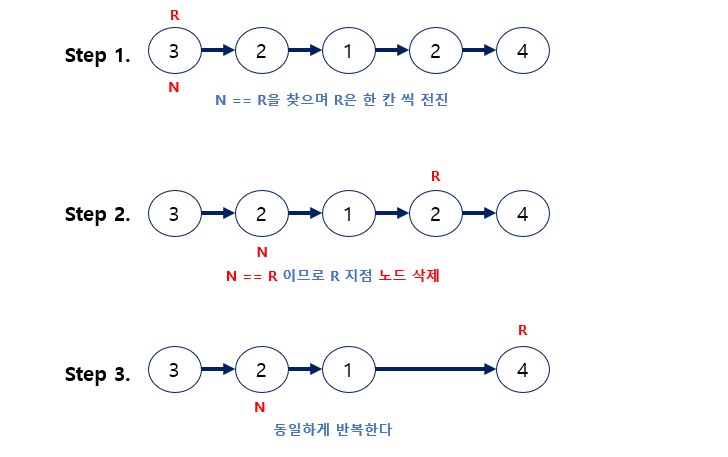 R
Step 1. 3 2 1 2 4
N
N == R을 찾으며 R은 한 칸 씩 전진
R
Step 2. 3 2 1 2 4
N
N == R 이므로 R 지점 노드 삭제
R
Step 3. 3 2 1 4
N
동일하게 반복한다